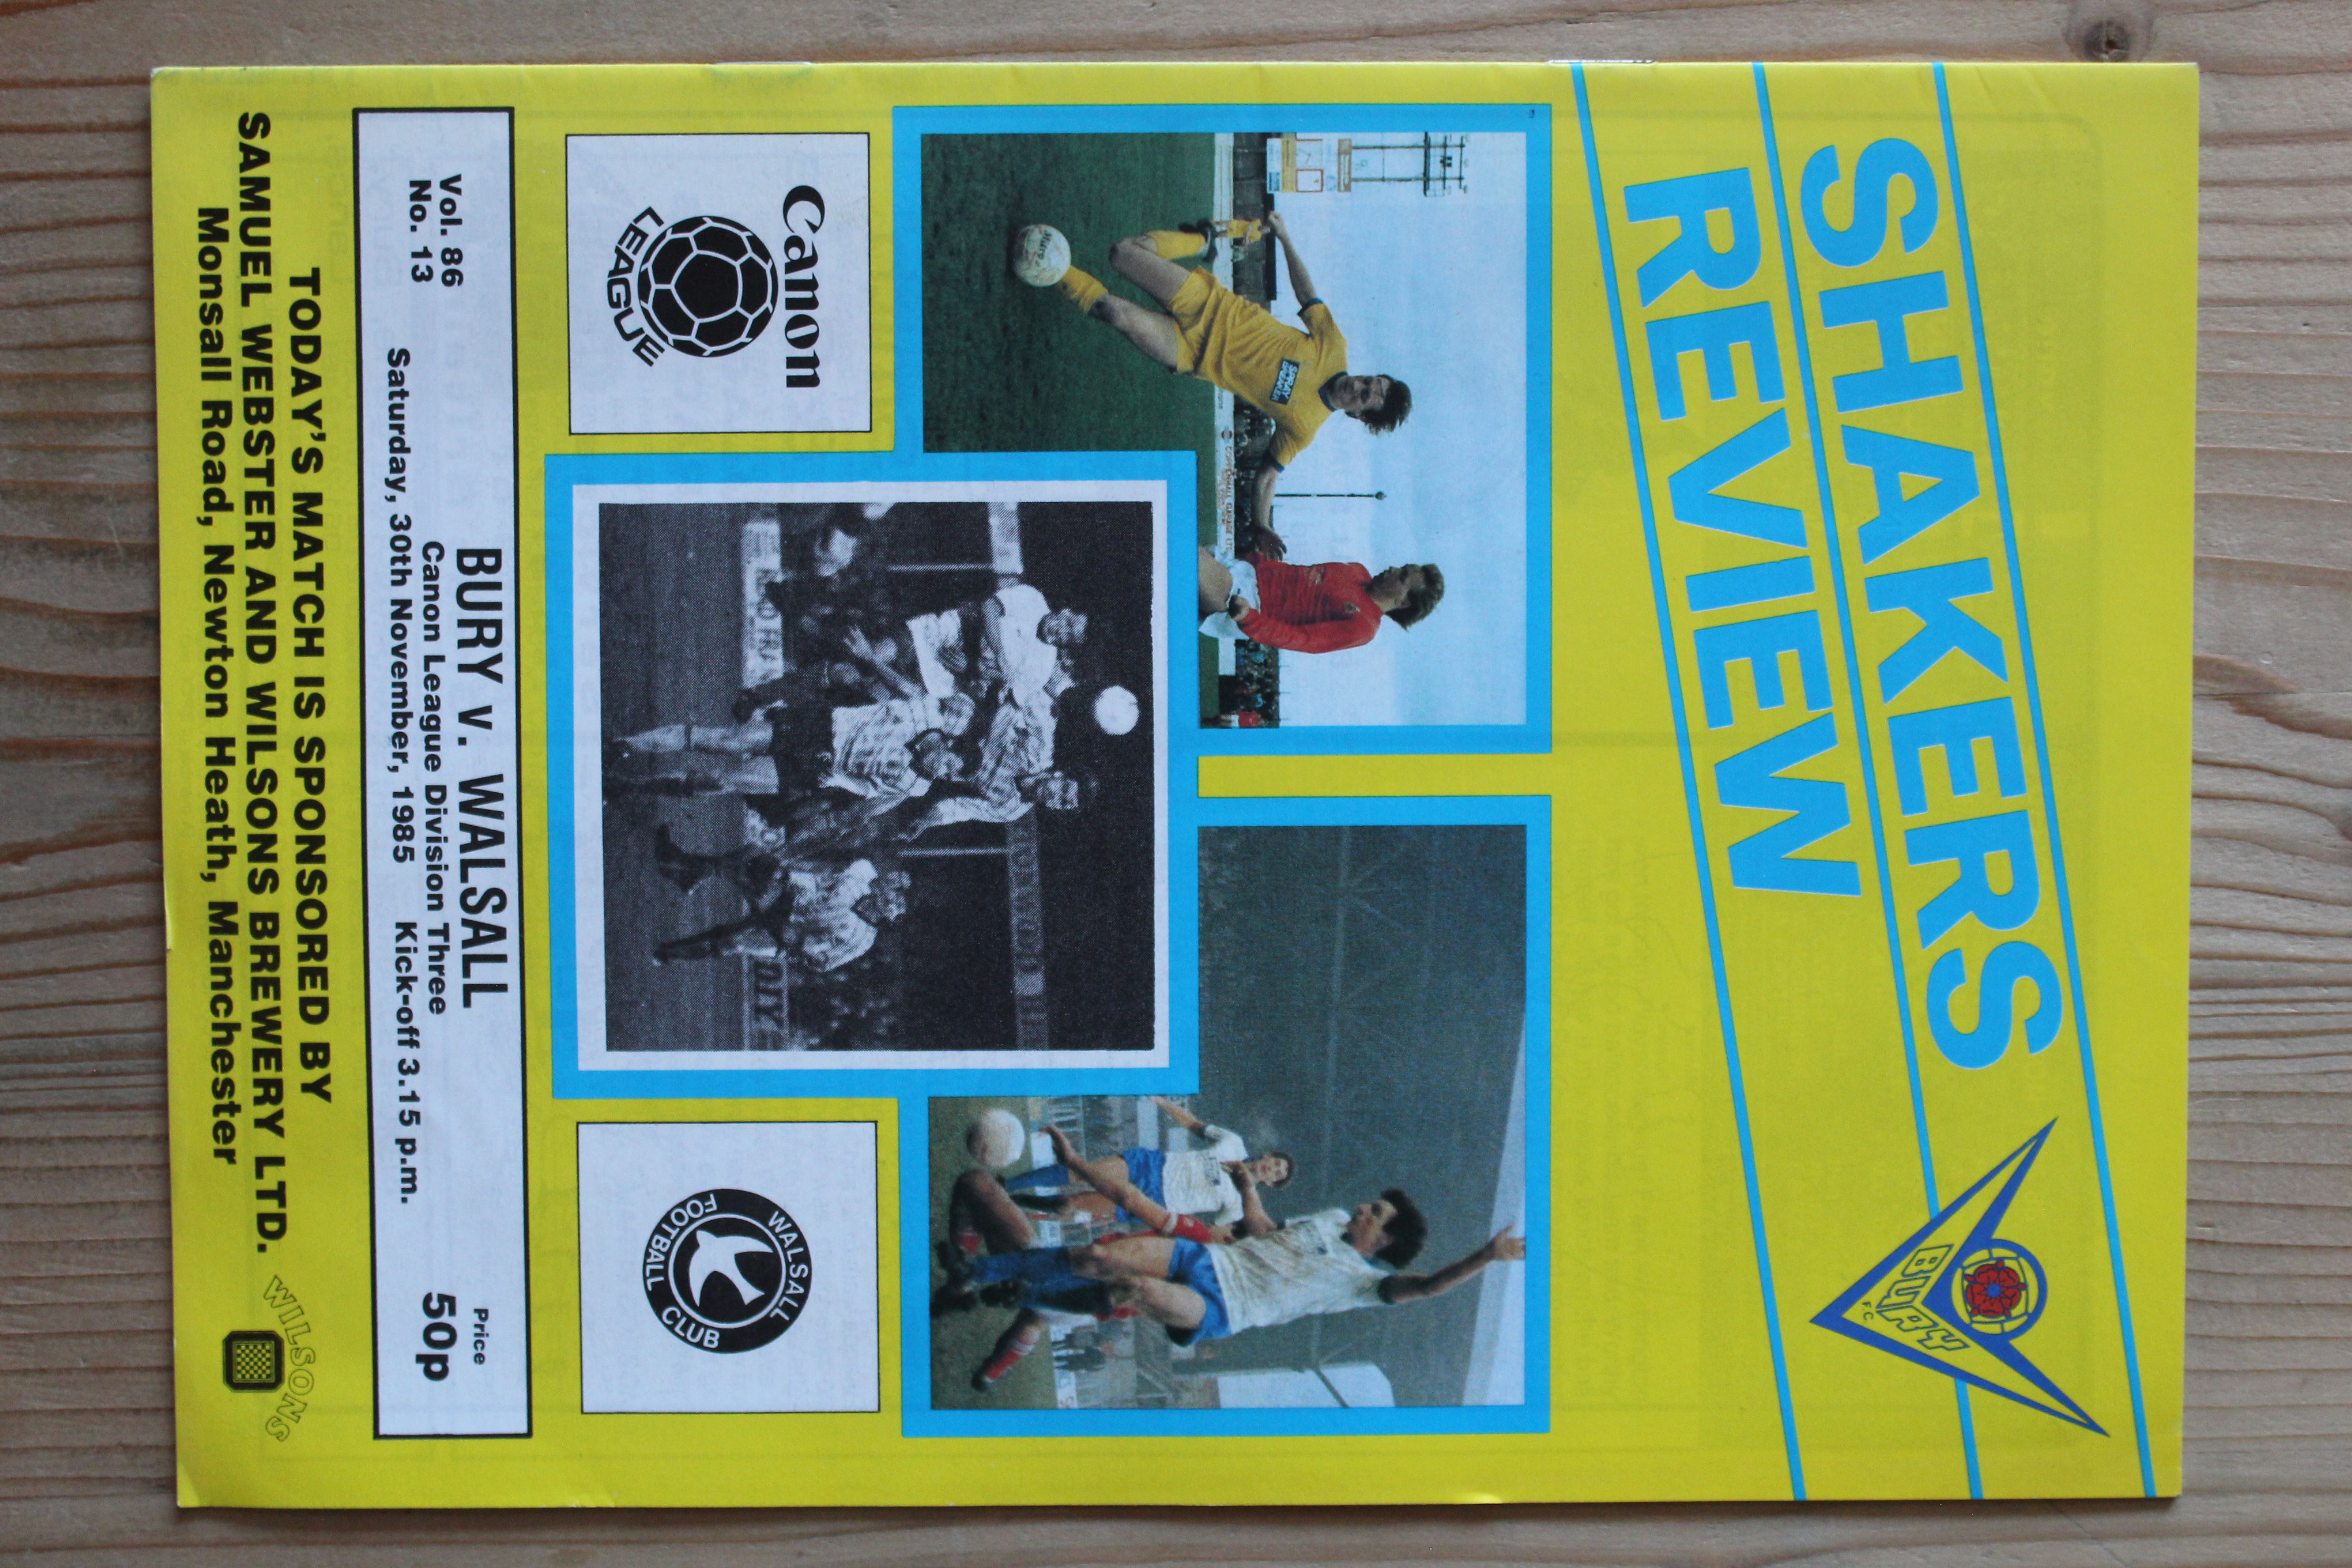 SHAKERS
REVIEW
BURY
F.C.
SPRAY
Canon
LEAGUE
WALSALL
FOOTBALL CLUB
DIY
BURY v. WALSALL
Vol. 86
No. 13
Canon League Division Three
Saturday, 30th November, 1985 Kick-off 3.15 p.m.
Price
50p
TODAY'S MATCH IS SPONSORED BY
SAMUEL WEBSTER AND WILSONS BREWERY LTD.
Monsall Road, Newton Heath, Manchester
WILSONS